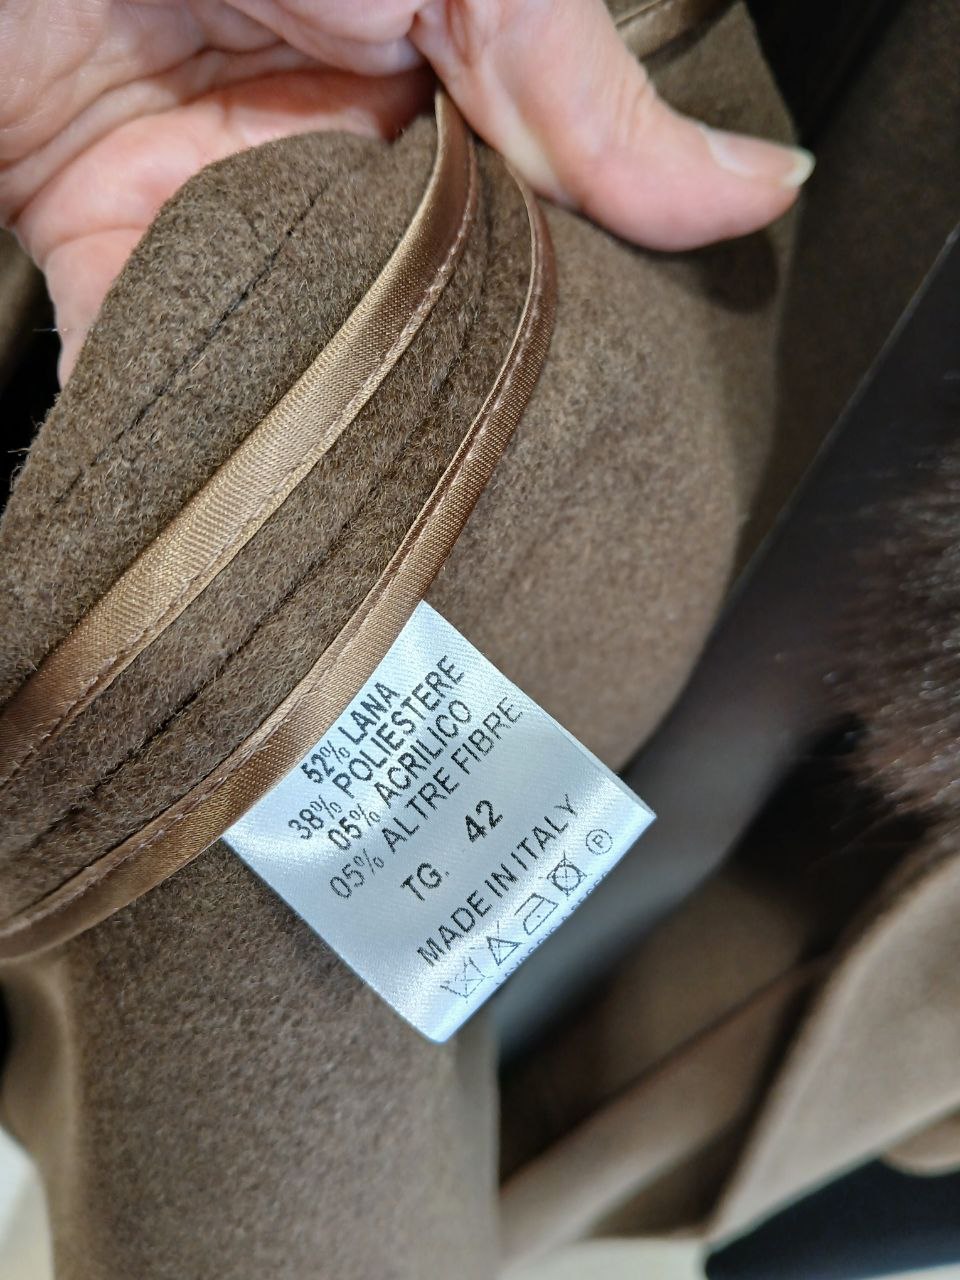 52% LANA
38% POLIESTERE
05% ACRILICO
05% ALTRE FIBRE
TG. 42
MADE IN ITALY
P